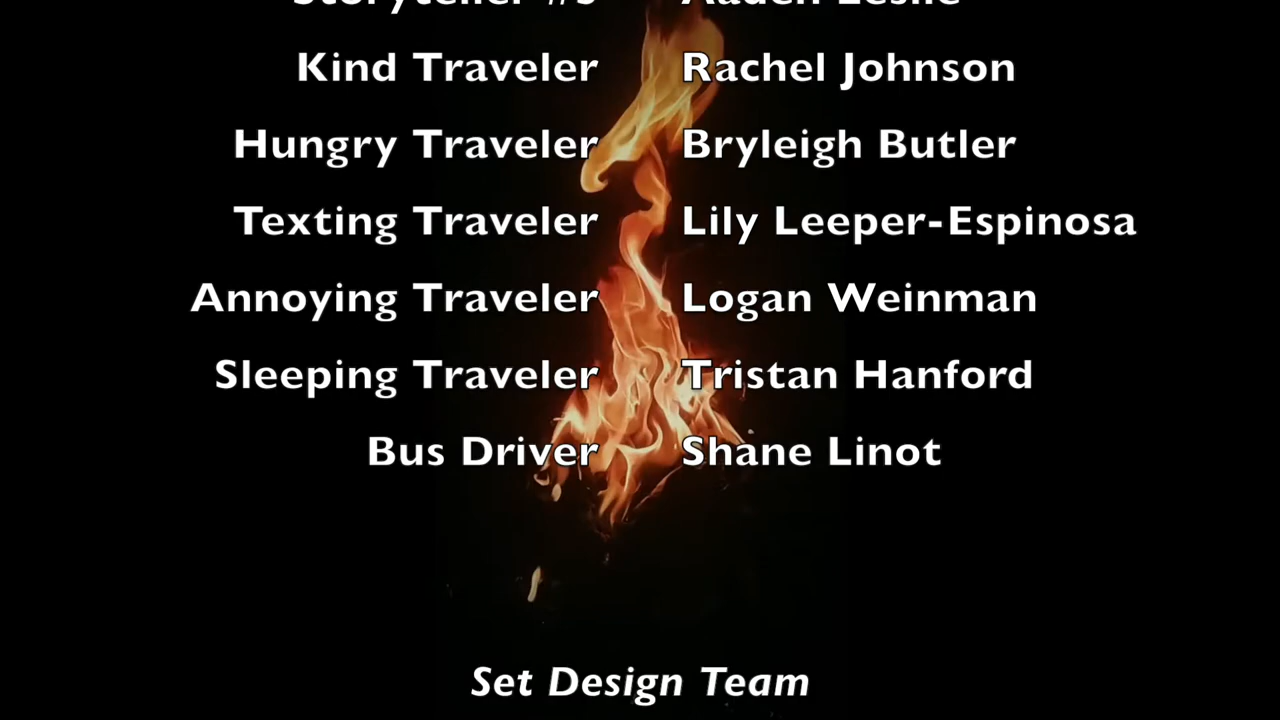 Kind Traveler Rachel Johnson
Hungry Traveler Bryleigh Butler
Texting Traveler Lily Leeper-Espinosa
Annoying Traveler Logan Weinman
Sleeping Traveler Tristan Hanford
Bus Driver Shane Linot
Set Design Team